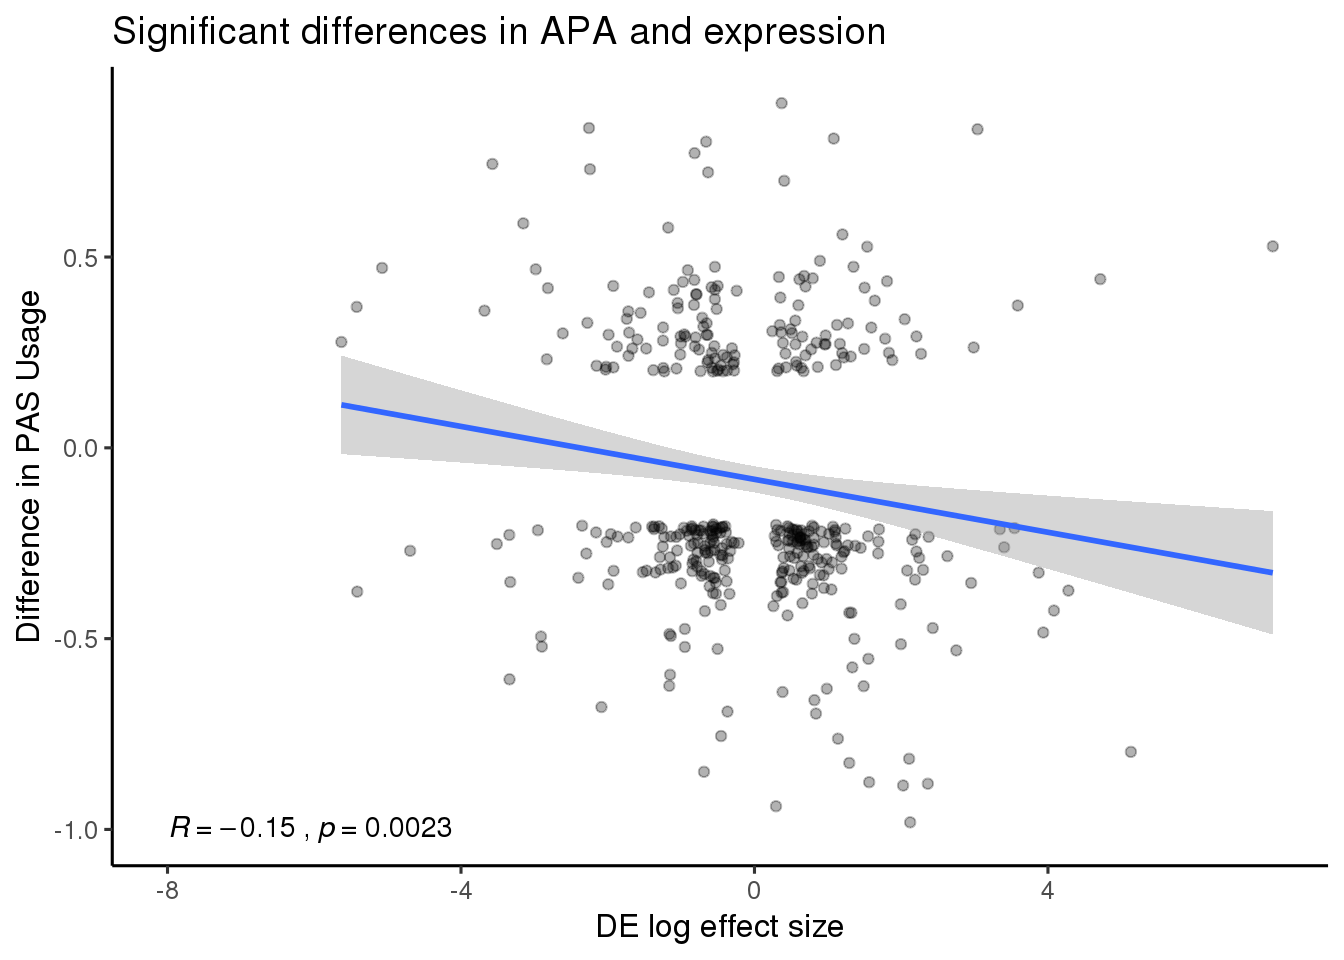 Significant differences in APA and expression
Difference in PAS Usage
0.5
0.0
-0.5
-1.0
R = −0.15 , p = 0.0023
-8 -4 0 4
DE log effect size